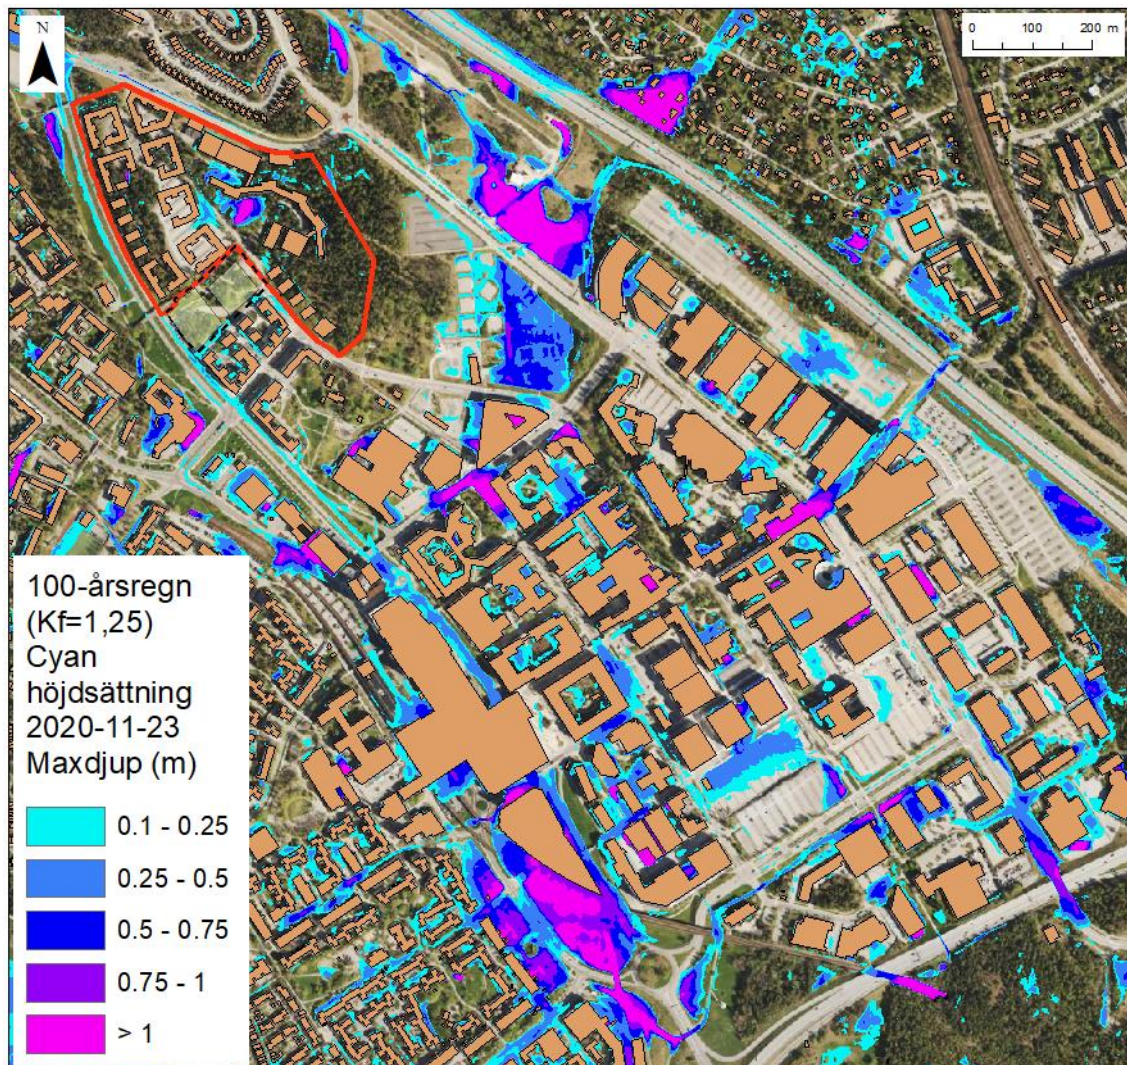 N
0 100 200 m
100-årsregn
(Kf=1,25)
Cyan
höjdsättning
2020-11-23
Maxdjup (m)
0.1 - 0.25
0.25 - 0.5
0.5 - 0.75
0.75 - 1
> 1